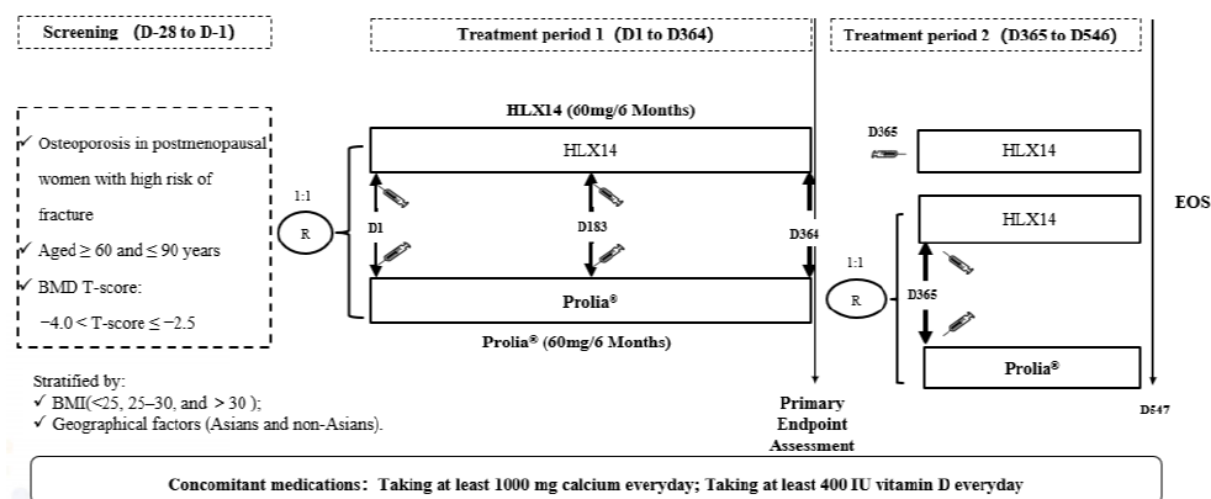 Screening (D-28 to D-1)
Treatment period 1 (D1 to D364)
Treatment period 2 (D365 to D546)
✓ Osteoporosis in postmenopausal
women with high risk of
fracture
✓ Aged ≥ 60 and ≤ 90 years
✓ BMD T-score:
−4.0 < T-score ≤ −2.5
Stratified by:
✓ BMI(<25, 25–30, and > 30 );
✓ Geographical factors (Asians and non-Asians).
1:1
R
HLX14 (60mg/6 Months)
HLX14
D1
D183
D364
Prolia®
Prolia® (60mg/6 Months)
Primary
Endpoint
Assessment
D365
HLX14
1:1
R
HLX14
D365
Prolia®
EOS
D547
Concomitant medications: Taking at least 1000 mg calcium everyday; Taking at least 400 IU vitamin D everyday